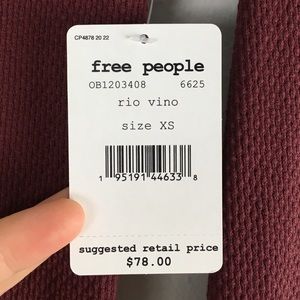 CP4878 20 22
free people
OB1203408 6625
rio vino
size XS
1 95191 44633 8
suggested retail price
$78.00